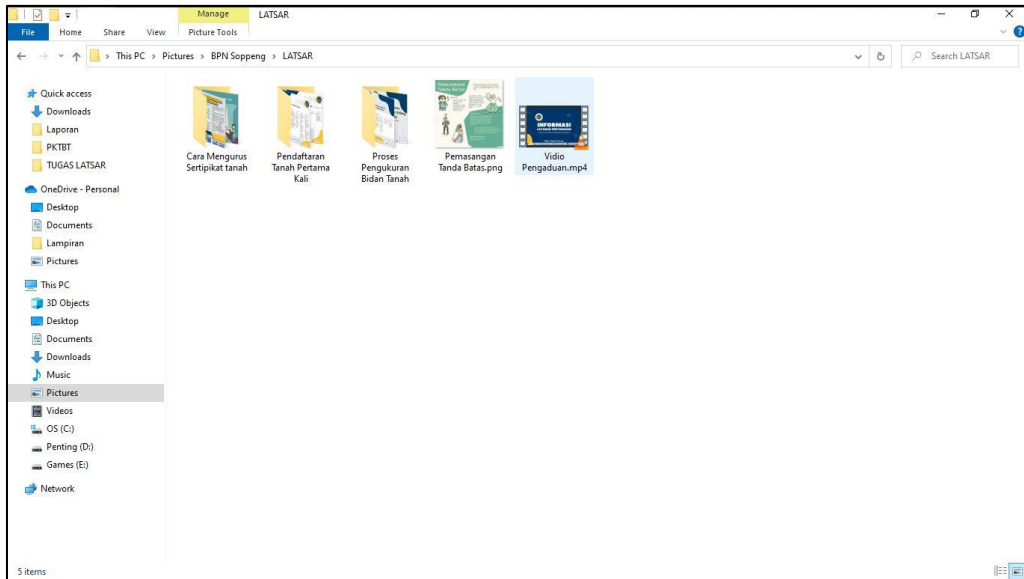 Manage
LATSAR
File
Home
Share
View
Picture Tools
This PC > Pictures > BPN Soppeng > LATSAR
Search LATSAR
Quick access
Downloads
Laporan
PKTBT
TUGAS LATSAR
OneDrive - Personal
Desktop
Documents
Lampiran
Pictures
This PC
3D Objects
Desktop
Documents
Downloads
Music
Pictures
Videos
OS (C:)
Penting (D:)
Games (E:)
Network
Cara Mengurus
Sertipikat tanah
Pendaftaran
Tanah Pertama
Kali
Proses
Pengukuran
Bidan Tanah
Pemasangan
Tanda Batas
Pemasangan
Tanda Batas.png
INFORMASI
Vidio
Pengaduan.mp4
5 items